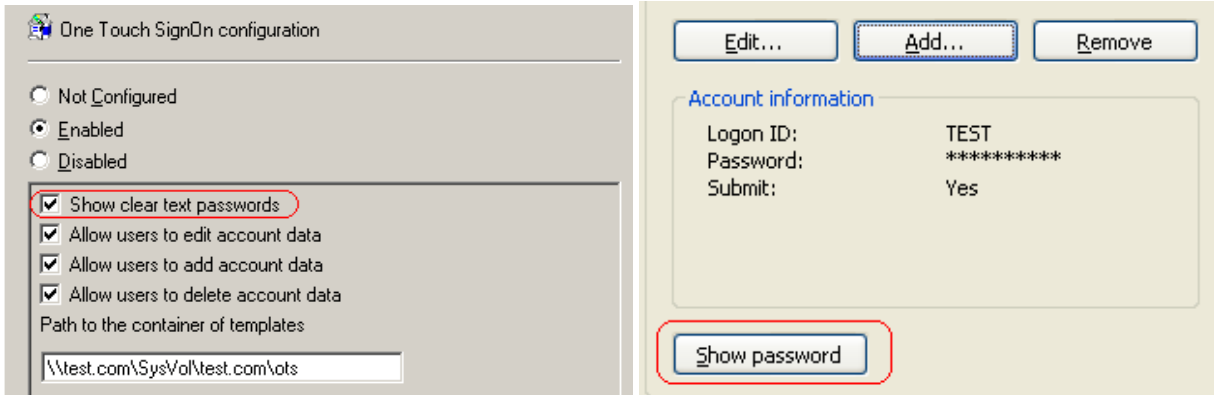 One Touch SignOn configuration
Not Configured
Enabled
Disabled
Show clear text passwords
Allow users to edit account data
Allow users to add account data
Allow users to delete account data
Path to the container of templates
\\test.com\SysVol\test.com\ots
Edit... Add... Remove
Account information
Logon ID: TEST
Password: **********
Submit: Yes
Show password